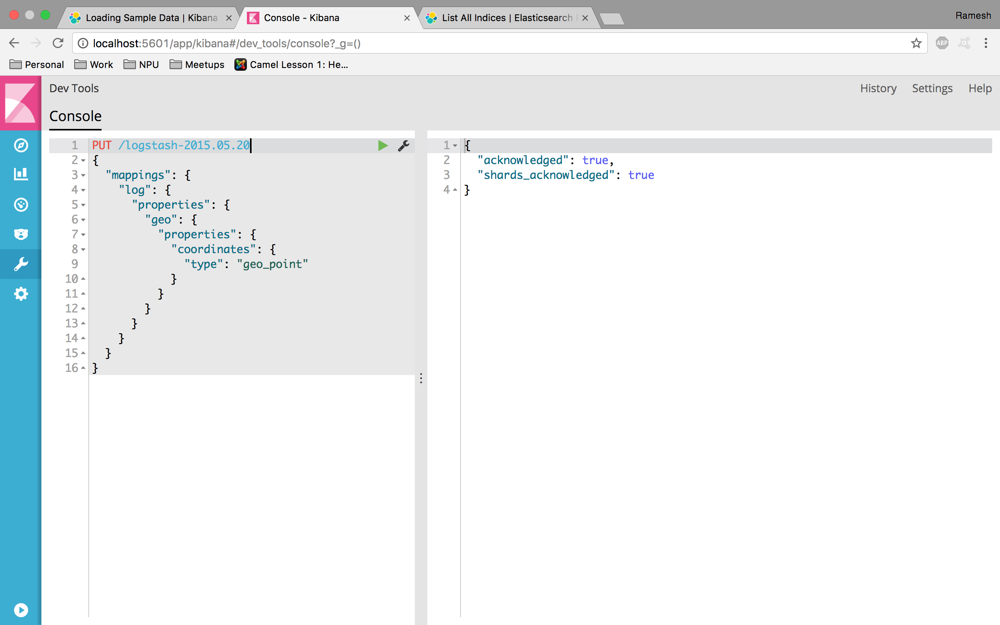 Loading Sample Data | Kibana
Console - Kibana
List All Indices | Elasticsearch
Ramesh
localhost:5601/app/kibana#/dev_tools/console?_g=()
ABP
Personal
Work
NPU
Meetups
Camel Lesson 1: He...
Dev Tools
History
Settings
Help
Console
1 PUT /logstash-2015.05.20
2 {
3 "mappings": {
4 "log": {
5 "properties": {
6 "geo": {
7 "properties": {
8 "coordinates": {
9 "type": "geo_point"
10 }
11 }
12 }
13 }
14 }
15 }
16 }
1 {
2 "acknowledged": true,
3 "shards_acknowledged": true
4 }